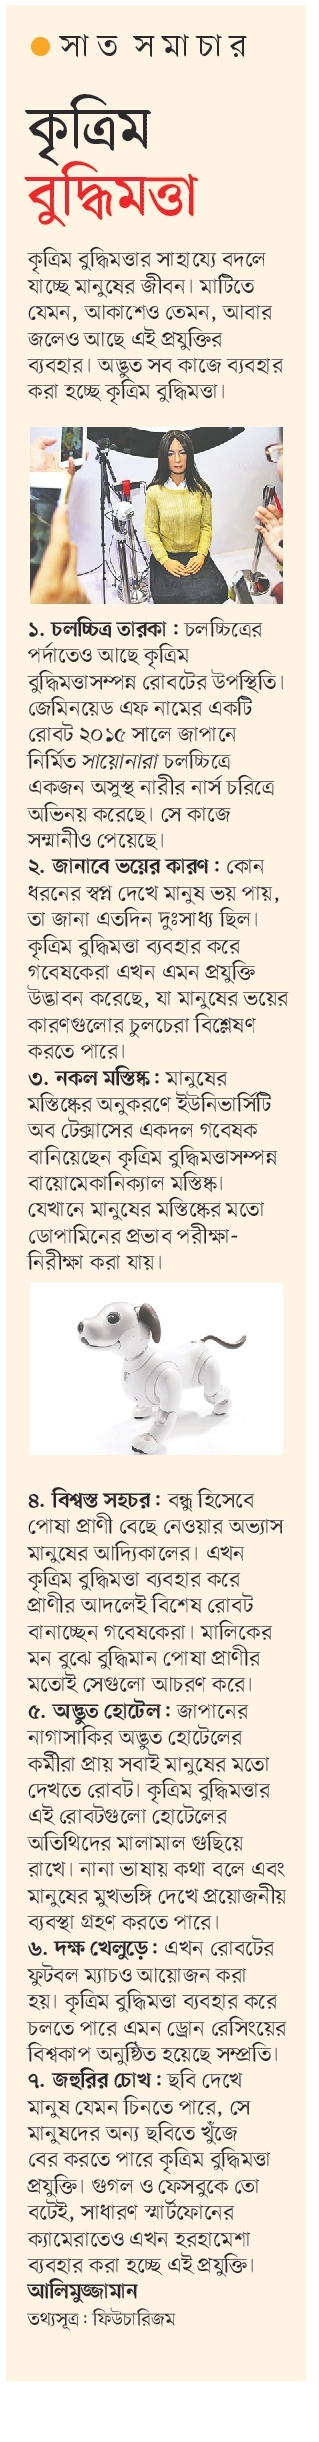 সাত সমাচার
কৃত্রিম
বুদ্ধিমত্তা
কৃত্রিম বুদ্ধিমত্তার সাহায্যে বদলে
যাচ্ছে মানুষের জীবন। মাটিতে
যেমন, আকাশেও তেমন, আবার
জলেও আছে এই প্রযুক্তির
ব্যবহার। অদ্ভুত সব কাজে ব্যবহার
করা হচ্ছে কৃত্রিম বুদ্ধিমত্তা।
১. চলচ্চিত্র তারকা : চলচ্চিত্রের
পর্দাতেও আছে কৃত্রিম
বুদ্ধিমত্তাসম্পন্ন রোবটের উপস্থিতি।
জেমিনয়েড এফ নামের একটি
রোবট ২০১৫ সালে জাপানে
নির্মিত সায়োনারা চলচ্চিত্রে
একজন অসুস্থ নারীর নার্স চরিত্রে
অভিনয় করেছে। সে কাজে
সম্মানীও পেয়েছে।
২. জানাবে ভয়ের কারণ : কোন
ধরনের স্বপ্ন দেখে মানুষ ভয় পায়,
তা জানা এতদিন দুঃসাধ্য ছিল।
কৃত্রিম বুদ্ধিমত্তা ব্যবহার করে
গবেষকেরা এখন এমন প্রযুক্তি
উদ্ভাবন করেছে, যা মানুষের ভয়ের
কারণগুলোর চুলচেরা বিশ্লেষণ
করতে পারে।
৩. নকল মস্তিষ্ক : মানুষের
মস্তিষ্কের অনুকরণে ইউনিভার্সিটি
অব টেক্সাসের একদল গবেষক
বানিয়েছেন কৃত্রিম বুদ্ধিমত্তাসম্পন্ন
বায়োমেকানিক্যাল মস্তিষ্ক।
যেখানে মানুষের মস্তিষ্কের মতো
ডোপামিনের প্রভাব পরীক্ষা-
নিরীক্ষা করা যায়।
৪. বিশ্বস্ত সহচর : বন্ধু হিসেবে
পোষা প্রাণী বেছে নেওয়ার অভ্যাস
মানুষের আদ্যিকালের। এখন
কৃত্রিম বুদ্ধিমত্তা ব্যবহার করে
প্রাণীর আদলেই বিশেষ রোবট
বানাচ্ছেন গবেষকেরা। মালিকের
মন বুঝে বুদ্ধিমান পোষা প্রাণীর
মতোই সেগুলো আচরণ করে।
৫. অদ্ভুত হোটেল : জাপানের
নাগাসাকির অদ্ভুত হোটেলের
কর্মীরা প্রায় সবাই মানুষের মতো
দেখতে রোবট। কৃত্রিম বুদ্ধিমত্তার
এই রোবটগুলো হোটেলের
অতিথিদের মালামাল গুছিয়ে
রাখে। নানা ভাষায় কথা বলে এবং
মানুষের মুখভঙ্গি দেখে প্রয়োজনীয়
ব্যবস্থা গ্রহণ করতে পারে।
৬. দক্ষ খেলুড়ে : এখন রোবটের
ফুটবল ম্যাচও আয়োজন করা
হয়। কৃত্রিম বুদ্ধিমত্তা ব্যবহার করে
চলতে পারে এমন ড্রোন রেসিংয়ের
বিশ্বকাপ অনুষ্ঠিত হয়েছে সম্প্রতি।
৭. জহুরির চোখ : ছবি দেখে
মানুষ যেমন চিনতে পারে, সে
মানুষদের অন্য ছবিতে খুঁজে
বের করতে পারে কৃত্রিম বুদ্ধিমত্তা
প্রযুক্তি। গুগল ও ফেসবুকে তো
বটেই, সাধারণ স্মার্টফোনের
ক্যামেরাতেও এখন হরহামেশা
ব্যবহার করা হচ্ছে এই প্রযুক্তি।
আলিমুজ্জামান
তথ্যসূত্র : ফিউচারিজম